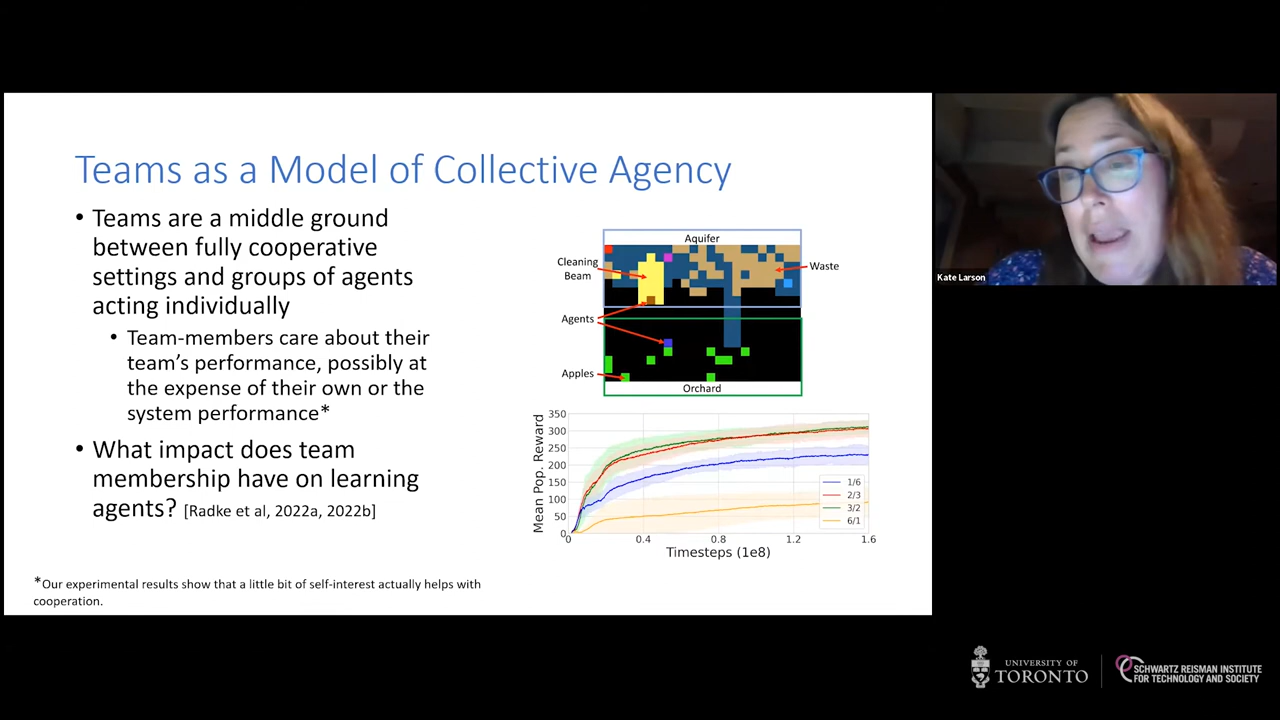 Teams as a Model of Collective Agency
• Teams are a middle ground
between fully cooperative
settings and groups of agents
acting individually
• Team-members care about their
team's performance, possibly at
the expense of their own or the
system performance*
• What impact does team
membership have on learning
agents? [Radke et al, 2022a, 2022b]
*Our experimental results show that a little bit of self-interest actually helps with
cooperation.
Aquifer
Cleaning
Beam
Waste
Agents
Apples
Orchard
Mean Pop. Reward
350
300
250
200
150
100
50
0
1/6
2/3
3/2
6/1
0 0.4 0.8 1.2 1.6
Timesteps (1e8)
Kate Larson
UNIVERSITY OF
TORONTO
SCHWARTZ REISMAN INSTITUTE
FOR TECHNOLOGY AND SOCIETY